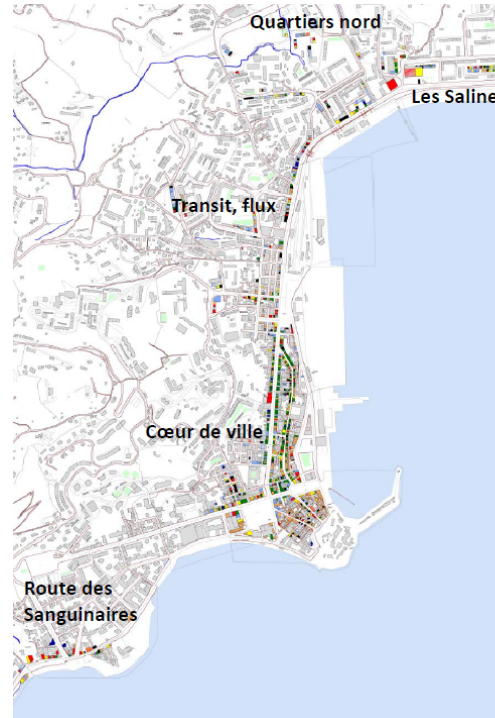 Quartiers nord
Les Saline
Transit, flux
Cœur de ville
Route des
Sanguinaires